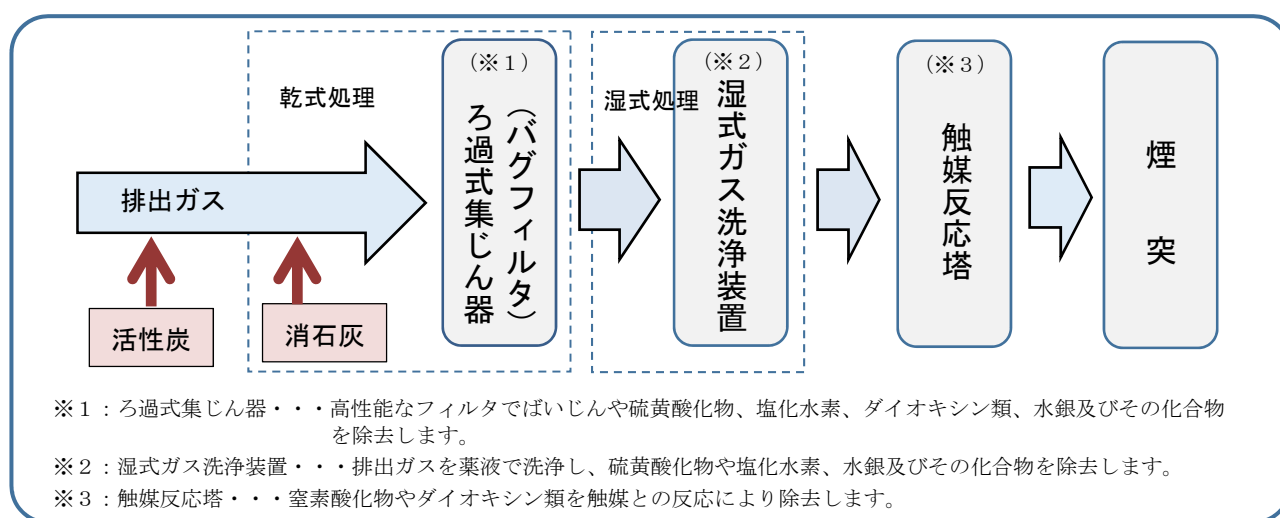 乾式処理
排出ガス
活性炭
消石灰
（※１）
ろ過式集じん器
（バグフィルタ）
湿式処理
（※２）
湿式ガス洗浄装置
（※３）
触媒反応塔
煙突
※１：ろ過式集じん器・・・高性能なフィルタでばいじんや硫黄酸化物、塩化水素、ダイオキシン類、水銀及びその化合物
を除去します。
※２：湿式ガス洗浄装置・・・排出ガスを薬液で洗浄し、硫黄酸化物や塩化水素、水銀及びその化合物を除去します。
※３：触媒反応塔・・・窒素酸化物やダイオキシン類を触媒との反応により除去します。